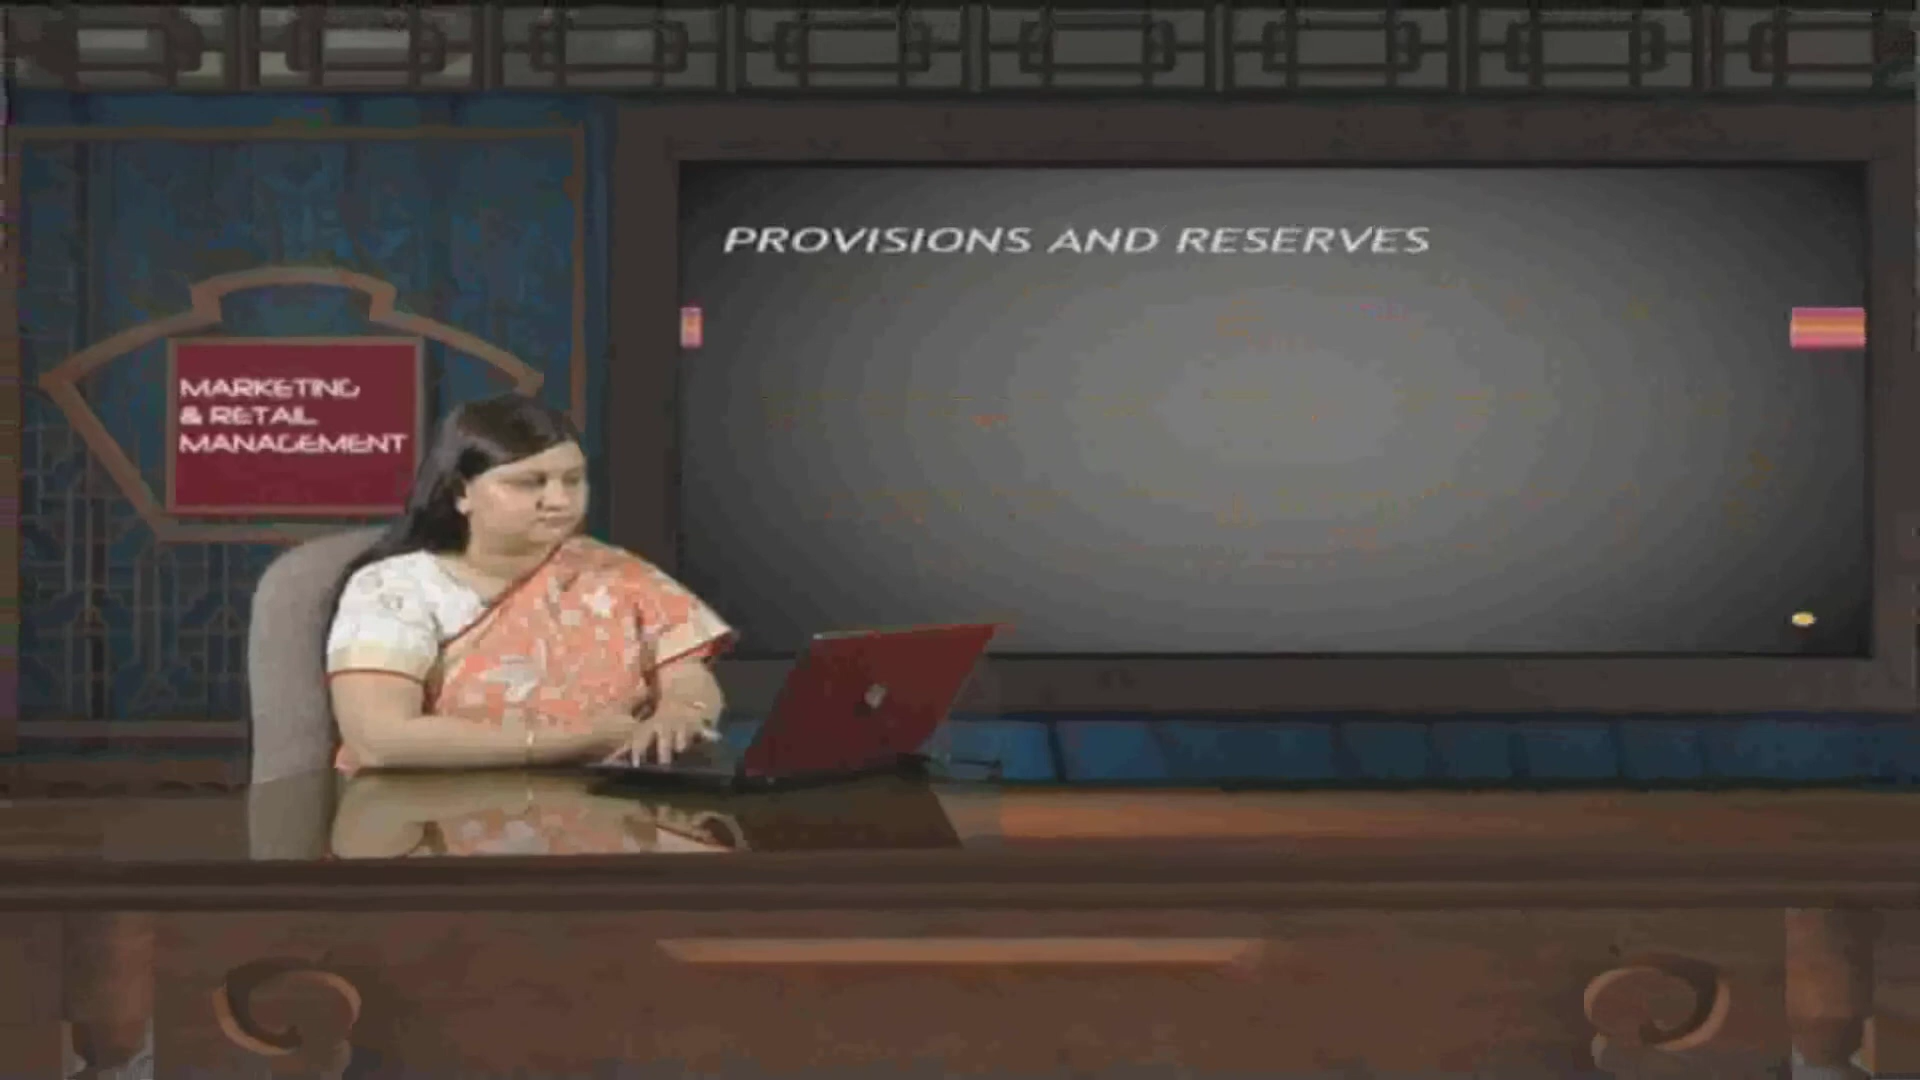 PROVISIONS AND RESERVES
MARKETING
& RETAIL
MANAGEMENT